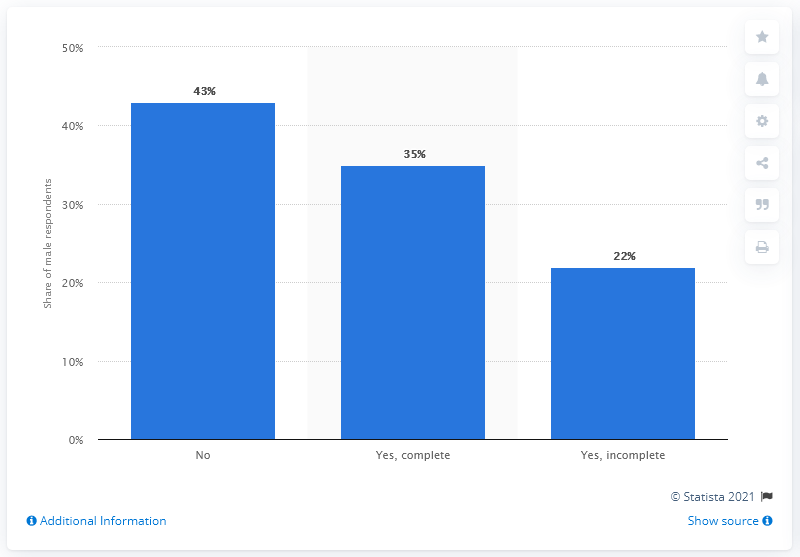 50%
43%
40%
35%
30%
22%
20%
10%
0%
Share of male respondents
No
Yes, complete
Yes, incomplete
© Statista 2021
Additional Information
Show source